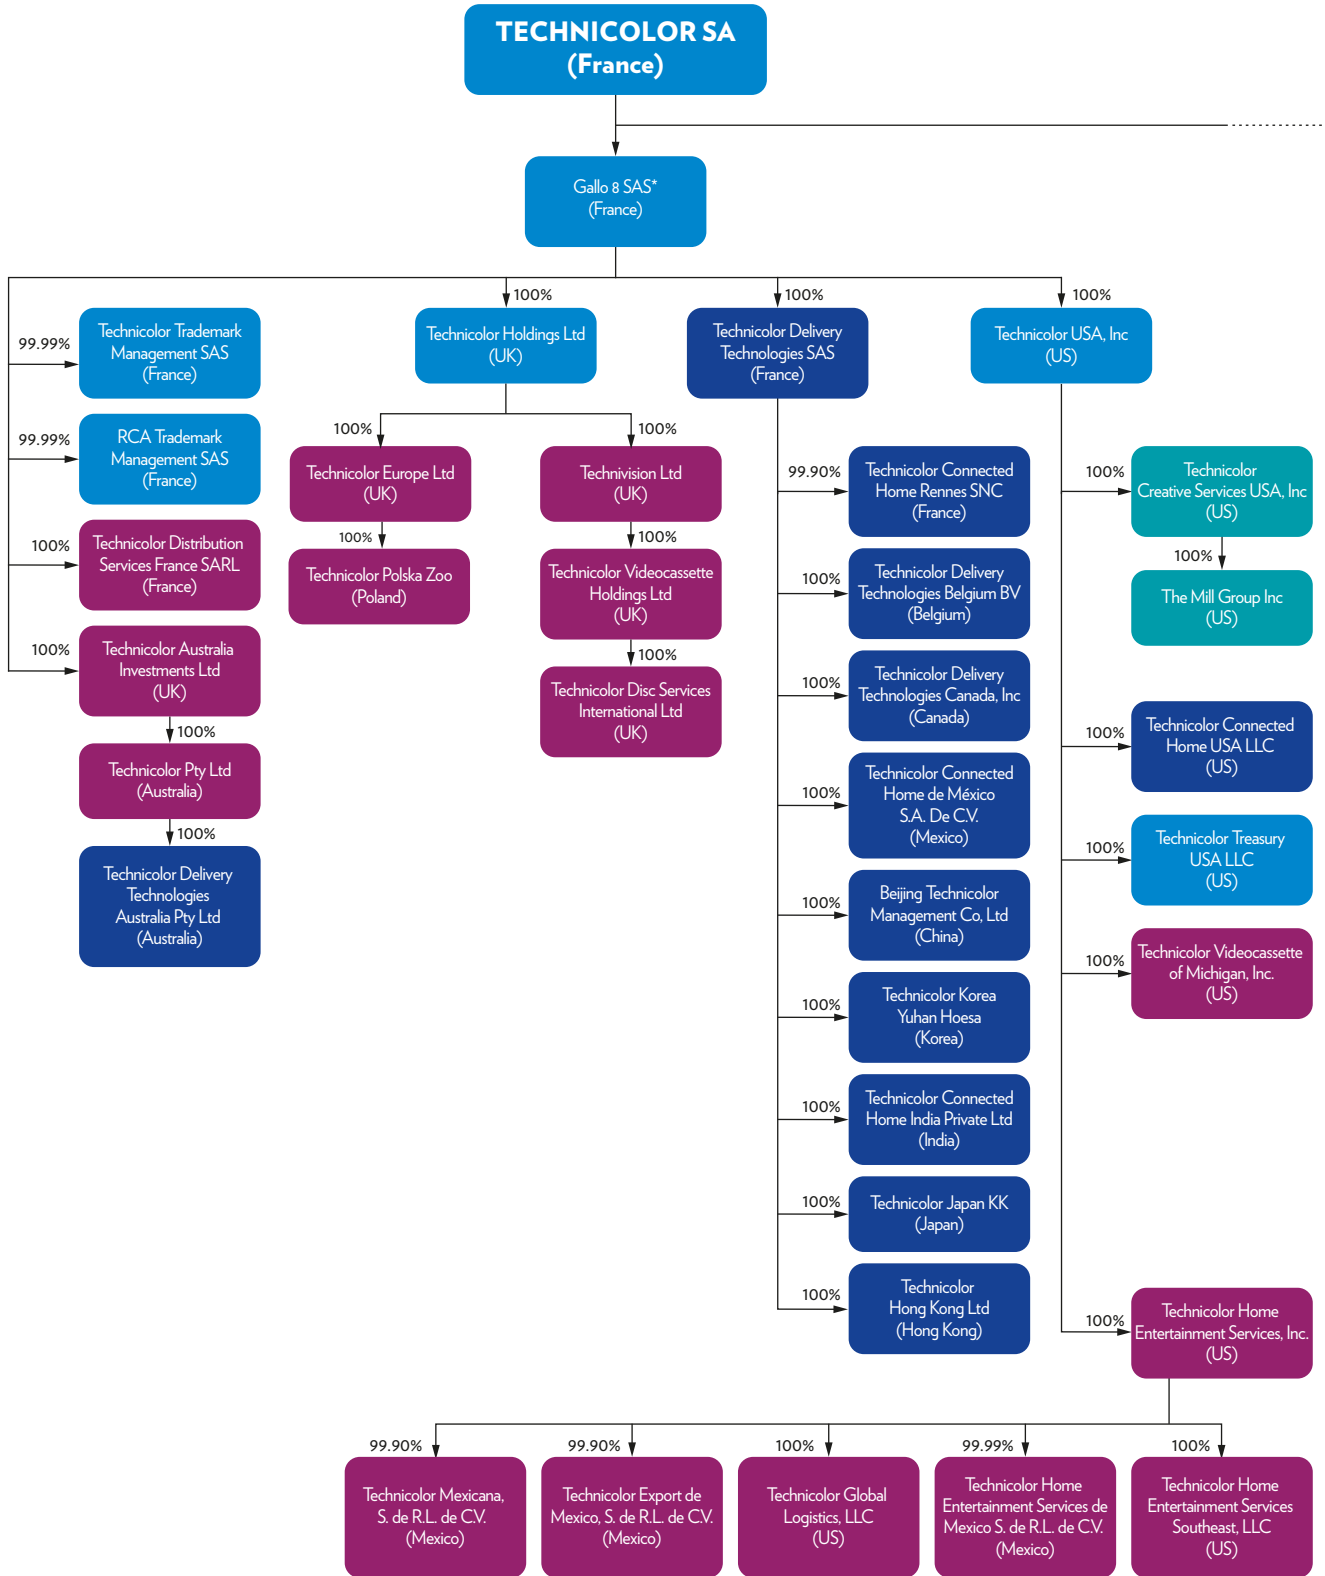 TECHNICOLOR SA
(France)
Gallo 8 SAS*
(France)
99.99%
Technicolor Trademark
Management SAS
(France)
99.99%
RCA Trademark
Management SAS
(France)
100%
Technicolor Distribution
Services France SARL
(France)
100%
Technicolor Australia
Investments Ltd
(UK)
100%
Technicolor Pty Ltd
(Australia)
100%
Technicolor Delivery
Technologies
Australia Pty Ltd
(Australia)
100%
Technicolor Holdings Ltd
(UK)
100%
Technicolor Europe Ltd
(UK)
100%
Technicolor Polska Zoo
(Poland)
100%
Technivision Ltd
(UK)
100%
Technicolor Videocassette
Holdings Ltd
(UK)
100%
Technicolor Disc Services
International Ltd
(UK)
100%
Technicolor Delivery
Technologies SAS
(France)
99.90%
Technicolor Connected
Home Rennes SNC
(France)
100%
Technicolor Delivery
Technologies Belgium BV
(Belgium)
100%
Technicolor Delivery
Technologies Canada, Inc
(Canada)
100%
Technicolor Connected
Home de México
S.A. De C.V.
(Mexico)
100%
Beijing Technicolor
Management Co, Ltd
(China)
100%
Technicolor Korea
Yuhan Hoesa
(Korea)
100%
Technicolor Connected
Home India Private Ltd
(India)
100%
Technicolor Japan KK
(Japan)
100%
Technicolor
Hong Kong Ltd
(Hong Kong)
100%
Technicolor USA, Inc
(US)
100%
Technicolor
Creative Services USA, Inc
(US)
100%
The Mill Group Inc
(US)
100%
Technicolor Connected
Home USA LLC
(US)
100%
Technicolor Treasury
USA LLC
(US)
100%
Technicolor Videocassette
of Michigan, Inc.
(US)
100%
Technicolor Home
Entertainment Services, Inc.
(US)
99.90%
Technicolor Mexicana,
S. de R.L. de C.V.
(Mexico)
99.90%
Technicolor Export de
Mexico, S. de R.L. de C.V.
(Mexico)
100%
Technicolor Global
Logistics, LLC
(US)
99.99%
Technicolor Home
Entertainment Services de
Mexico S. de R.L. de C.V.
(Mexico)
100%
Technicolor Home
Entertainment Services
Southeast, LLC
(US)